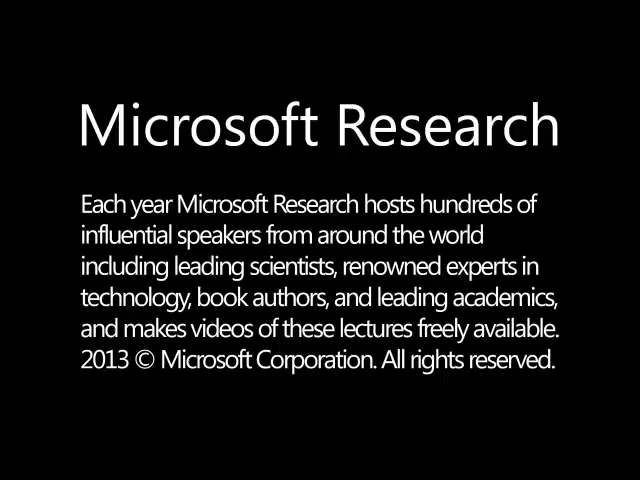 Microsoft Research
Each year Microsoft Research hosts hundreds of
influential speakers from around the world
including leading scientists, renowned experts in
technology, book authors, and leading academics,
and makes videos of these lectures freely available.
2013 © Microsoft Corporation. All rights reserved.